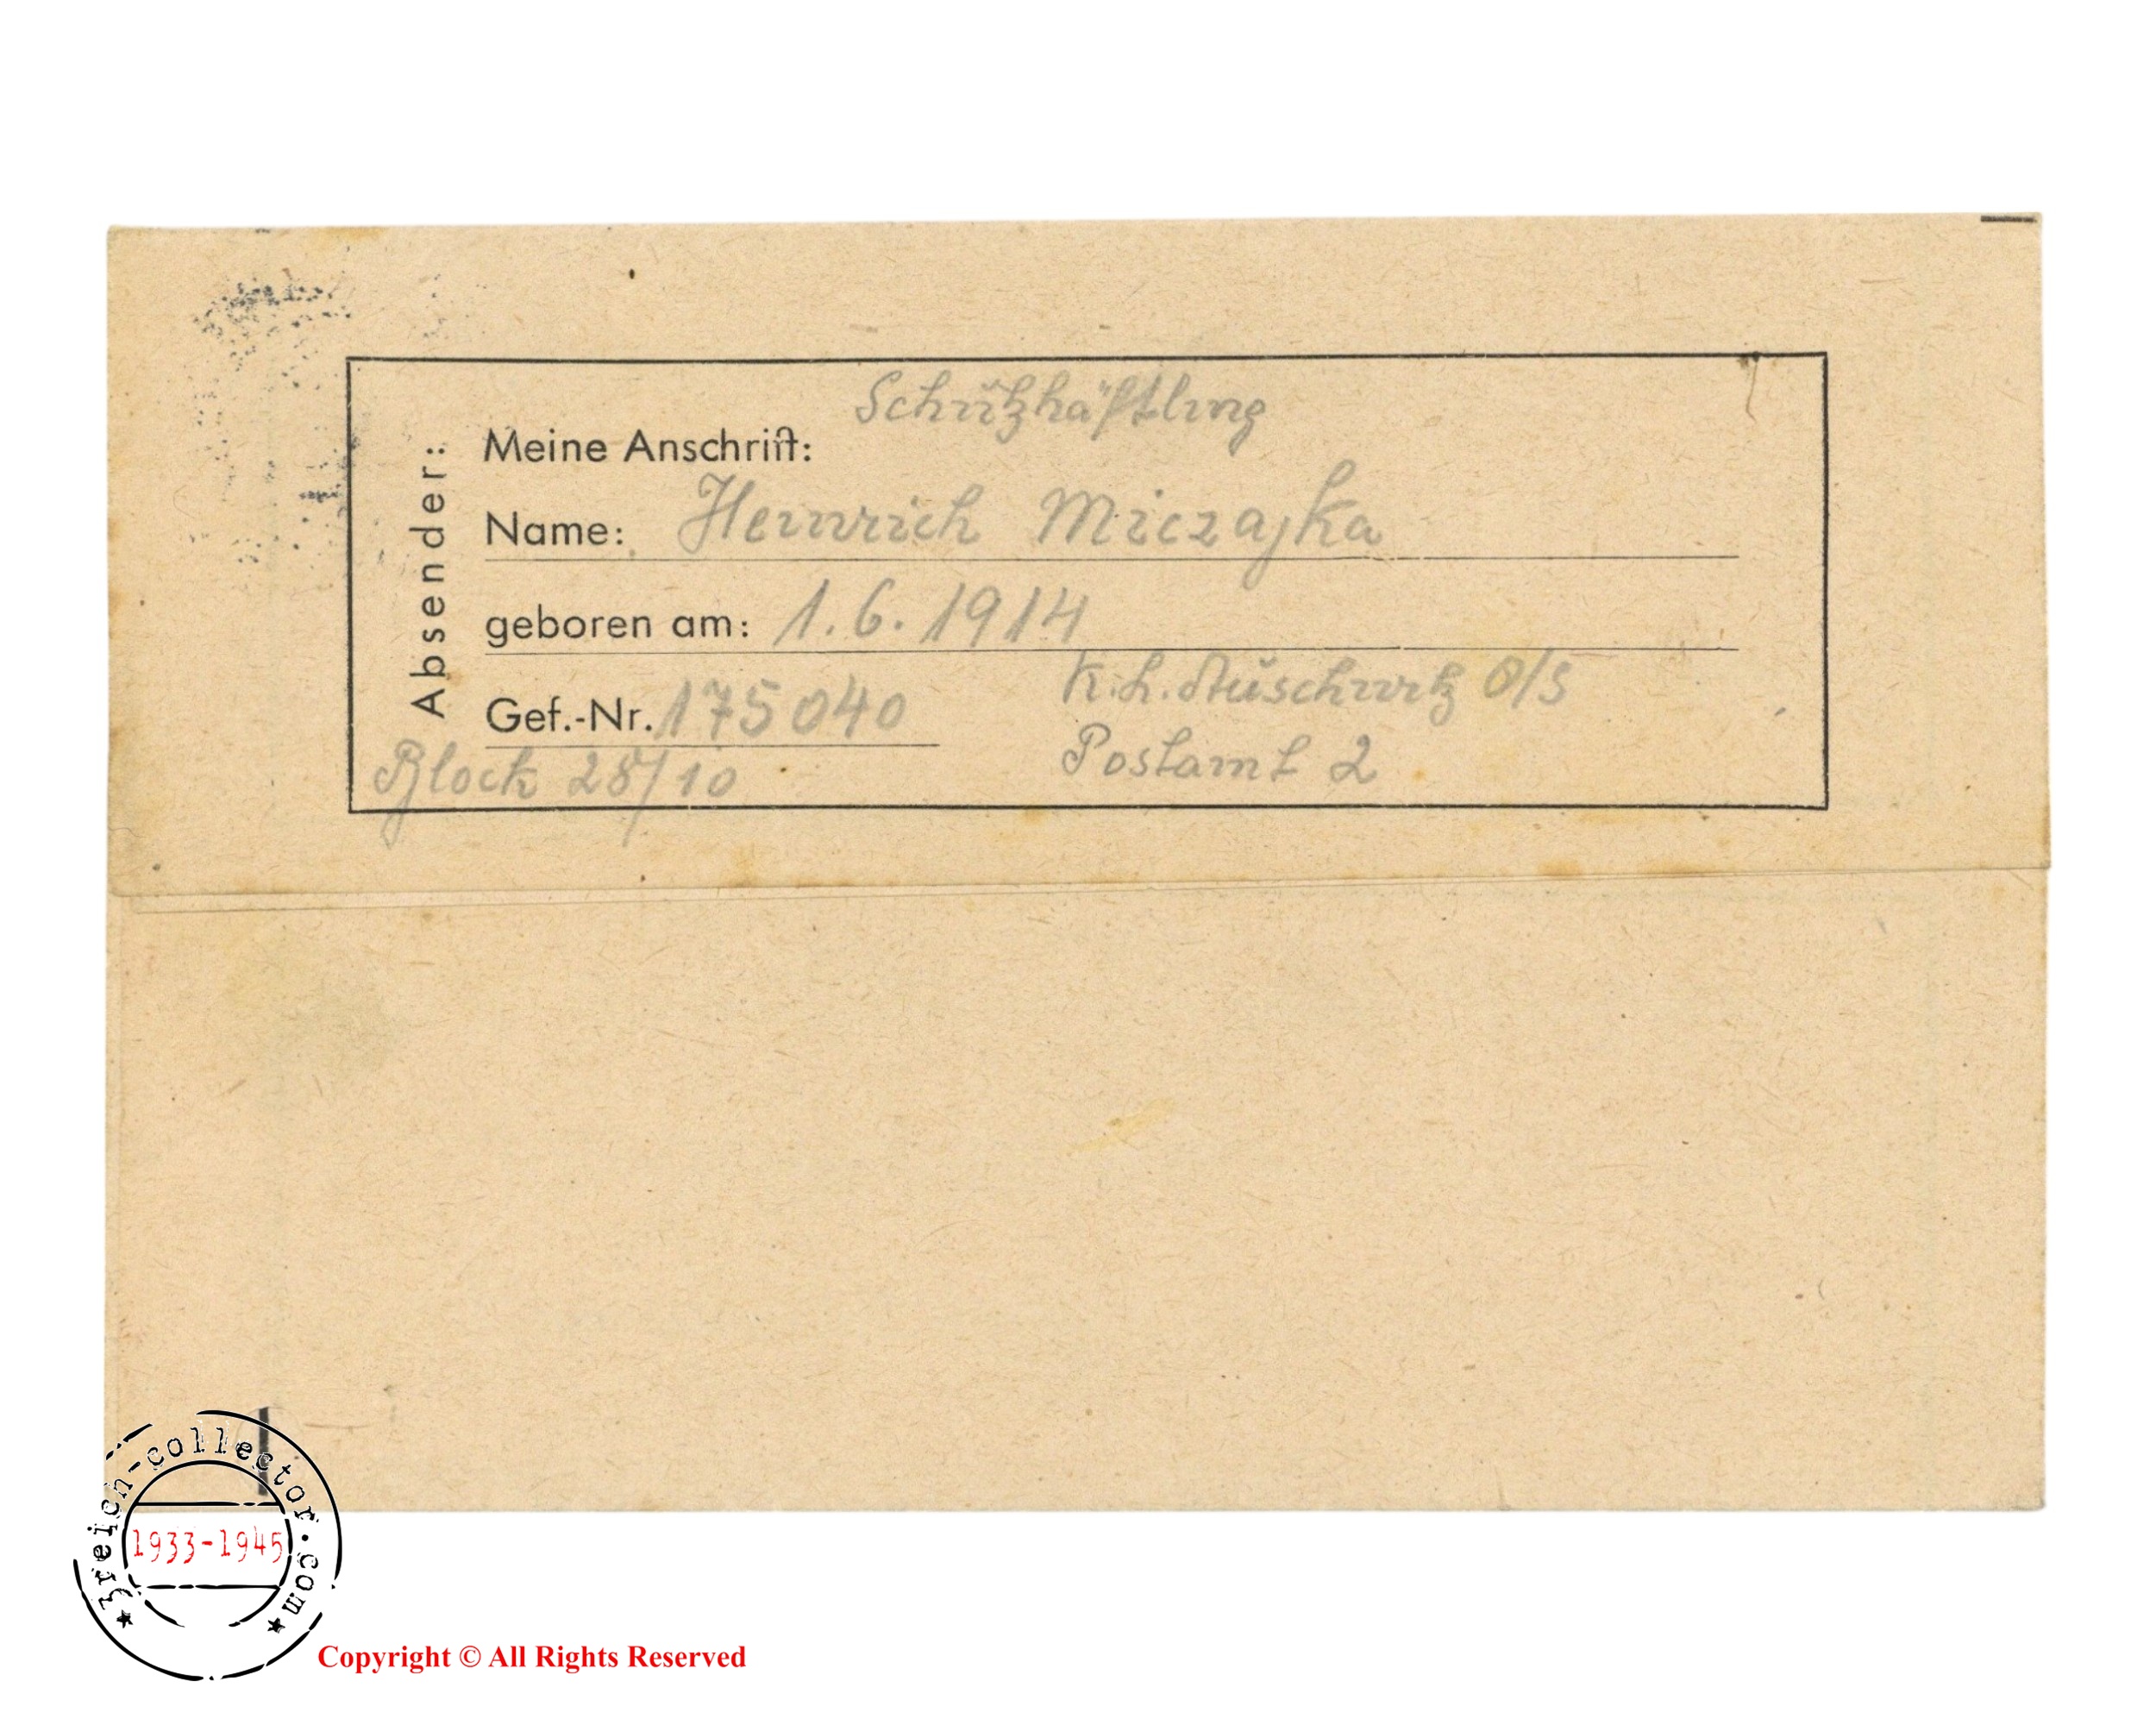 Schützhäftling
Absender:
Meine Anschrift:
Name: Heinrich Miczajka
geboren am: 1.6.1914
Gef.-Nr. 175040
K.L. Auschwitz O/S
Block 28/10
Postamt 2
3reich-collector.com
1933-1945
Copyright © All Rights Reserved